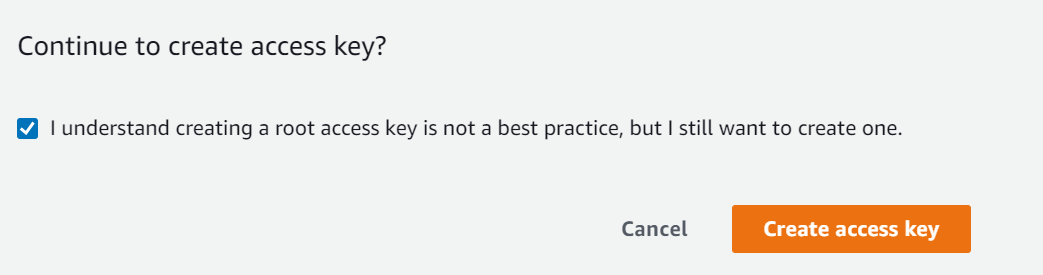 Continue to create access key?
I understand creating a root access key is not a best practice, but I still want to create one.
Cancel
Create access key